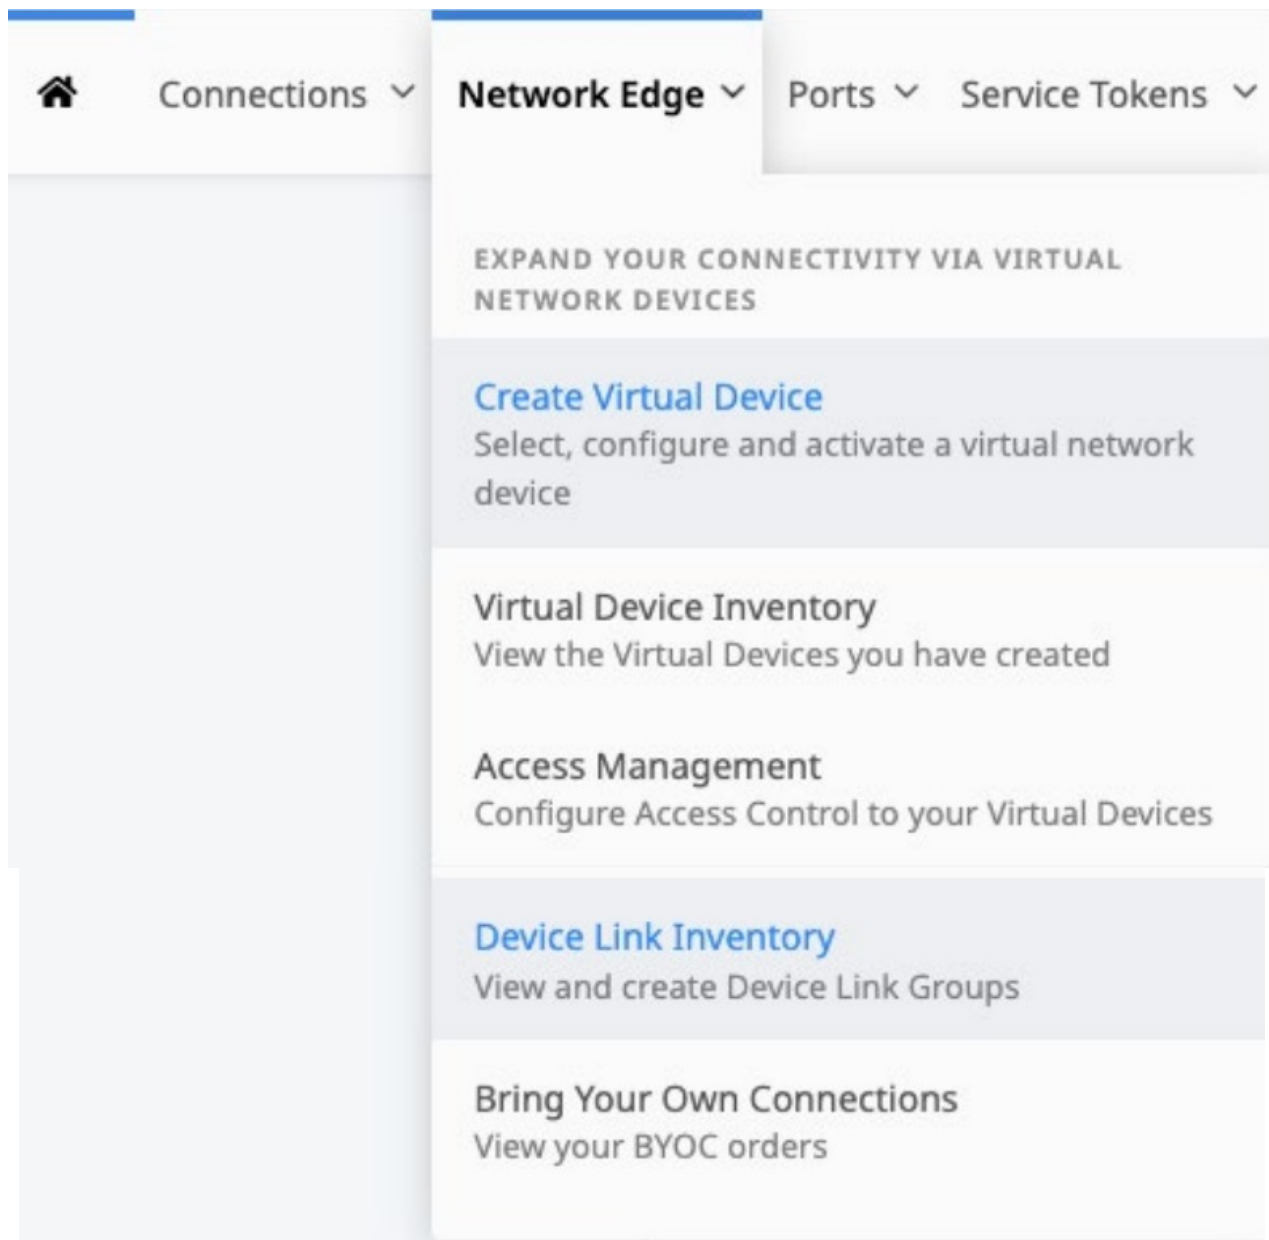 Connections Network Edge Ports Service Tokens
EXPAND YOUR CONNECTIVITY VIA VIRTUAL
NETWORK DEVICES
Create Virtual Device
Select, configure and activate a virtual network
device
Virtual Device Inventory
View the Virtual Devices you have created
Access Management
Configure Access Control to your Virtual Devices
Device Link Inventory
View and create Device Link Groups
Bring Your Own Connections
View your BYOC orders